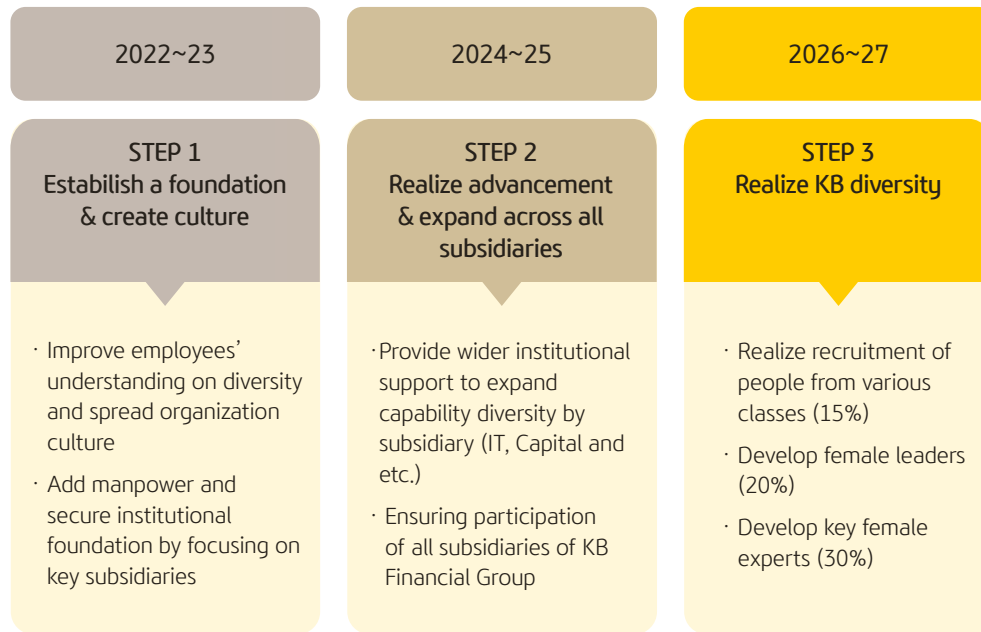 2022~23
STEP 1
Estabilish a foundation
& create culture
· Improve employees’
understanding on diversity
and spread organization
culture
· Add manpower and
secure institutional
foundation by focusing on
key subsidiaries
2024~25
STEP 2
Realize advancement
& expand across all
subsidiaries
·Provide wider institutional
support to expand
capability diversity by
subsidiary (IT, Capital and
etc.)
· Ensuring participation
of all subsidiaries of KB
Financial Group
2026~27
STEP 3
Realize KB diversity
· Realize recruitment of
people from various
classes (15%)
· Develop female leaders
(20%)
· Develop key female
experts (30%)